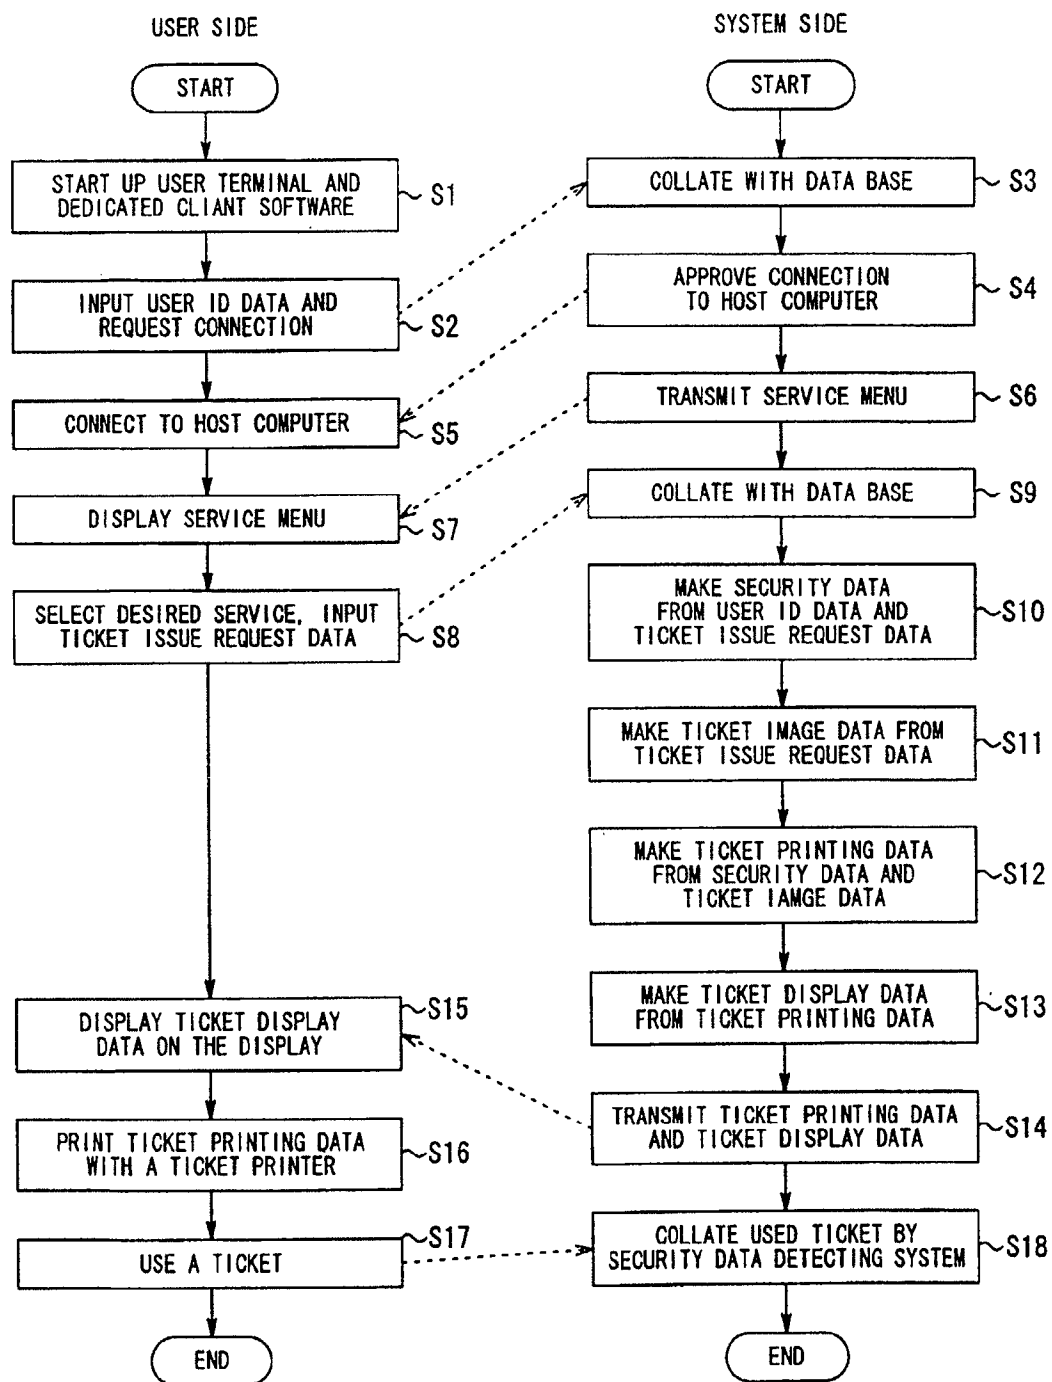 USER SIDE
START
START UP USER TERMINAL AND
DEDICATED CLIENT SOFTWARE
S1
INPUT USER ID DATA AND
REQUEST CONNECTION
S2
CONNECT TO HOST COMPUTER
S5
DISPLAY SERVICE MENU
S7
SELECT DESIRED SERVICE, INPUT
TICKET ISSUE REQUEST DATA
S8
DISPLAY TICKET DISPLAY
DATA ON THE DISPLAY
S15
PRINT TICKET PRINTING DATA
WITH A TICKET PRINTER
S16
USE A TICKET
S17
END
SYSTEM SIDE
START
COLLATE WITH DATA BASE
S3
APPROVE CONNECTION
TO HOST COMPUTER
S4
TRANSMIT SERVICE MENU
S6
COLLATE WITH DATA BASE
S9
MAKE SECURITY DATA
FROM USER ID DATA AND
TICKET ISSUE REQUEST DATA
S10
MAKE TICKET IMAGE DATA FROM
TICKET ISSUE REQUEST DATA
S11
MAKE TICKET PRINTING DATA
FROM SECURITY DATA AND
TICKET IAMGE DATA
S12
MAKE TICKET DISPLAY DATA
FROM TICKET PRINTING DATA
S13
TRANSMIT TICKET PRINTING DATA
AND TICKET DISPLAY DATA
S14
COLLATE USED TICKET BY
SECURITY DATA DETECTING SYSTEM
S18
END